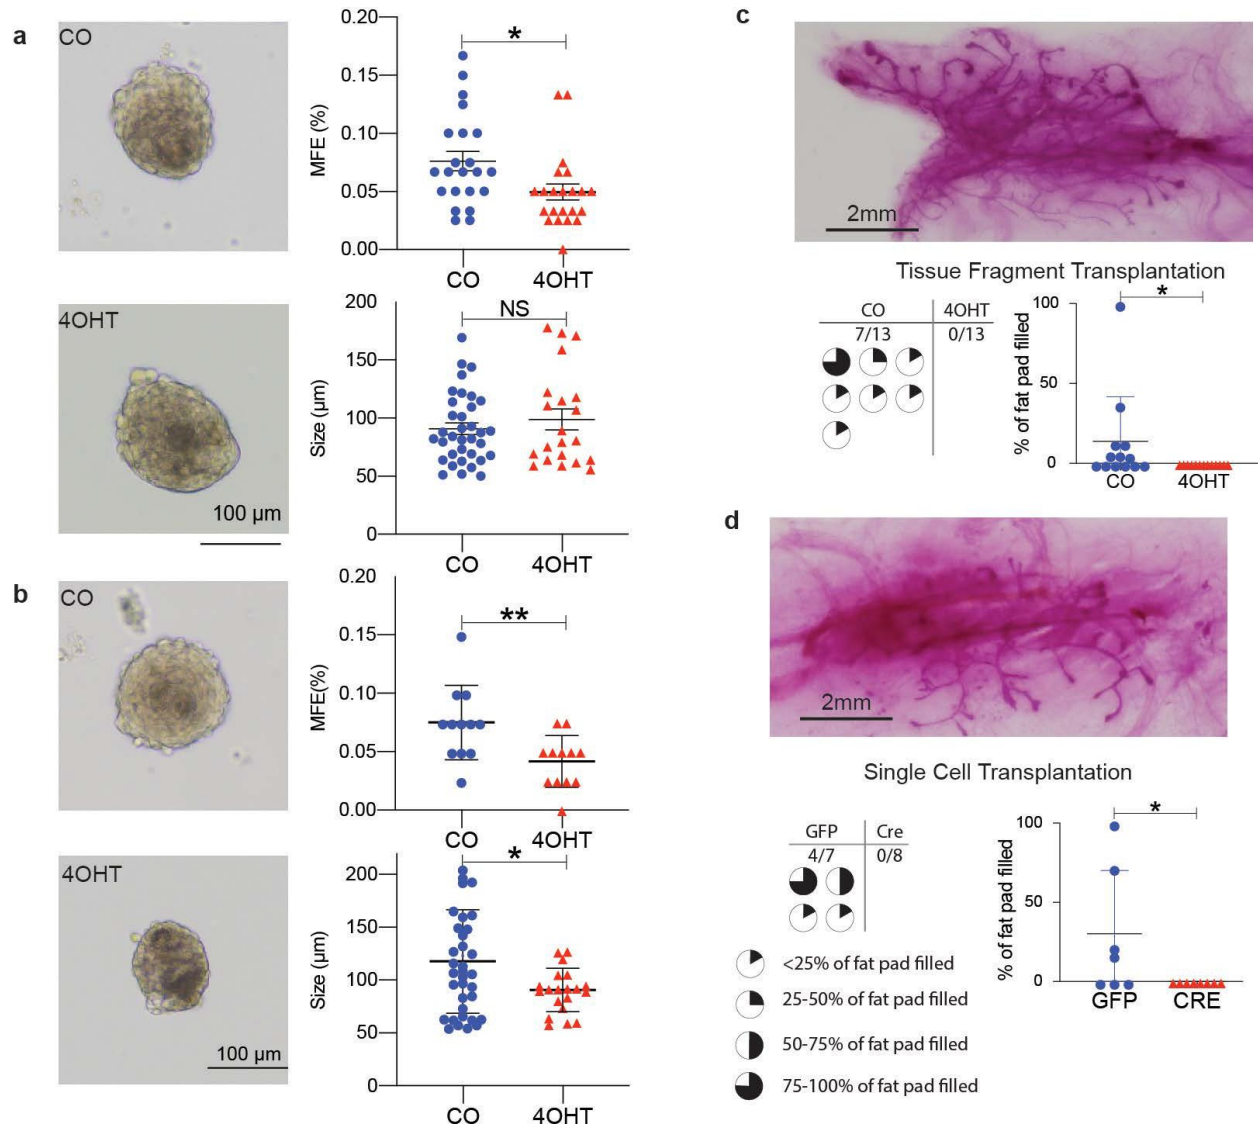 a
CO
0.20
0.15
0.10
0.05
0.00
MFE (%)
*
CO
4OHT
4OHT
100 µm
200
150
100
50
0
Size (µm)
NS
CO
4OHT
b
CO
0.20
0.15
0.10
0.05
0.00
MFE(%)
**
CO
4OHT
4OHT
100 µm
200
150
100
50
0
Size (µm)
*
CO
4OHT
c
2mm
Tissue Fragment Transplantation
CO
4OHT
7/13
0/13
100
50
0
% of fat pad filled
*
CO
4OHT
d
2mm
Single Cell Transplantation
GFP
Cre
4/7
0/8
<25% of fat pad filled
25-50% of fat pad filled
50-75% of fat pad filled
75-100% of fat pad filled
100
50
0
% of fat pad filled
*
GFP
CRE